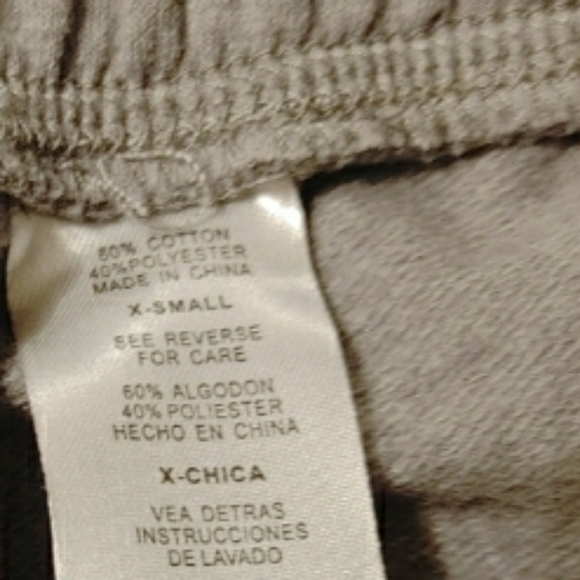 60% COTTON
40% POLYESTER
MADE IN CHINA
X-SMALL
SEE REVERSE
FOR CARE
60% ALGODON
40% POLIESTER
HECHO EN CHINA
X-CHICA
VEA DETRAS
INSTRUCCIONES
DE LAVADO